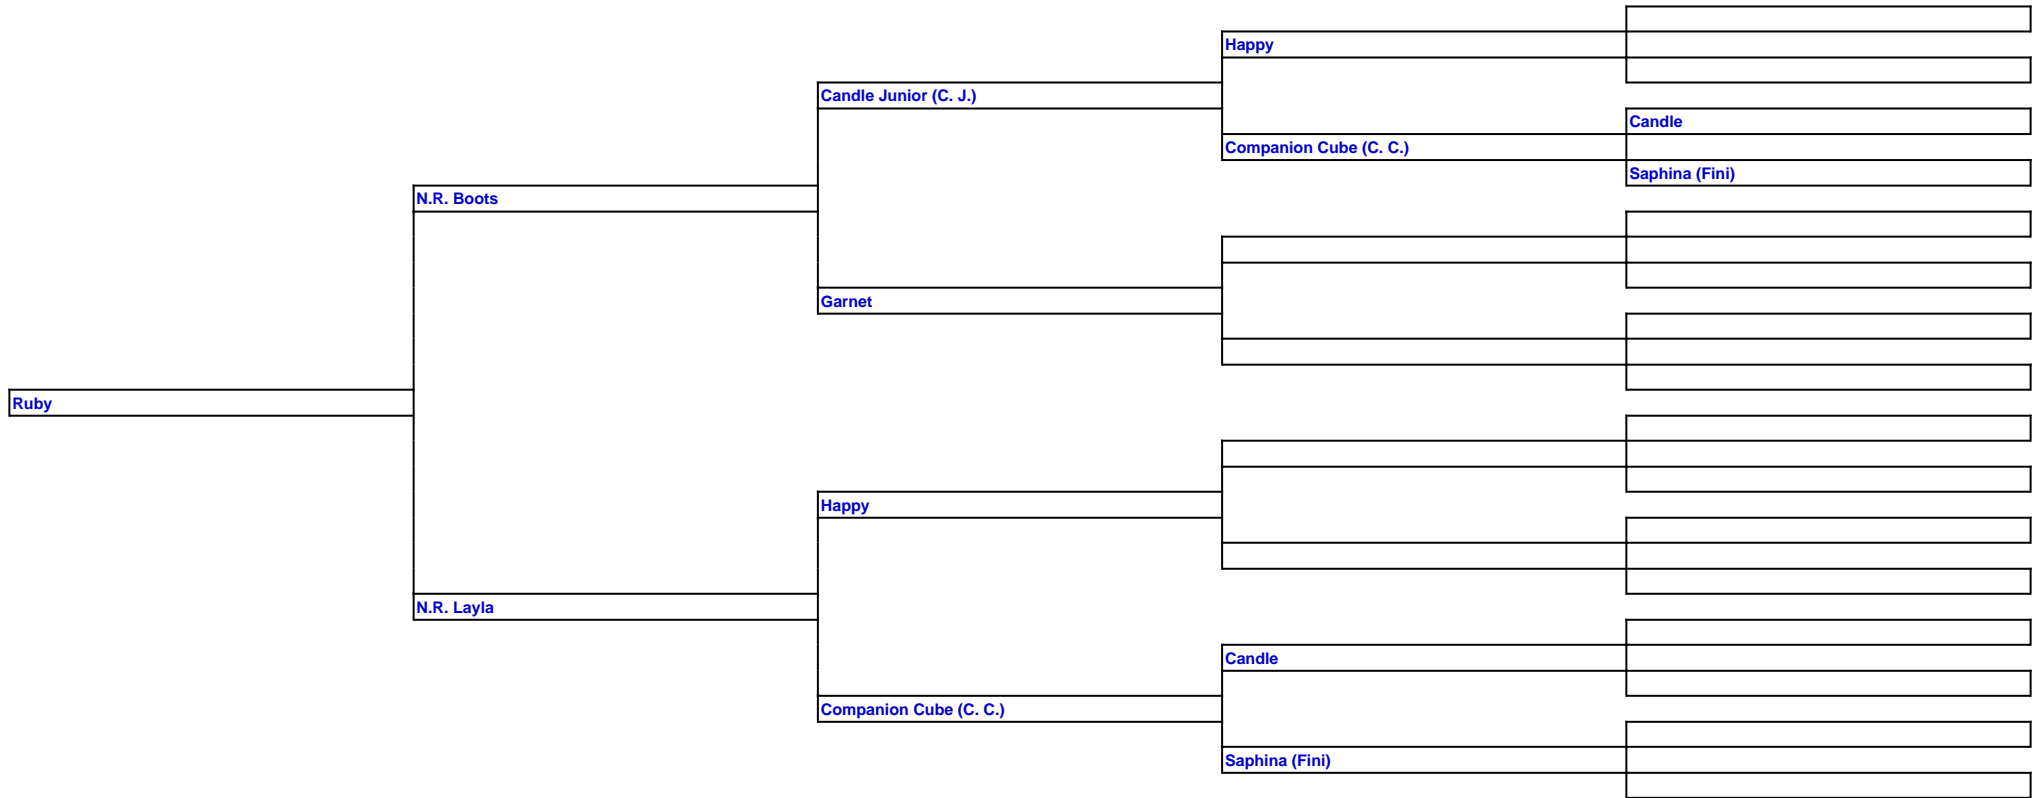 Happy
Candle Junior (C. J.)
Candle
Companion Cube (C. C.)
Saphina (Fini)
N.R. Boots
Garnet
Ruby
Happy
N.R. Layla
Candle
Companion Cube (C. C.)
Saphina (Fini)